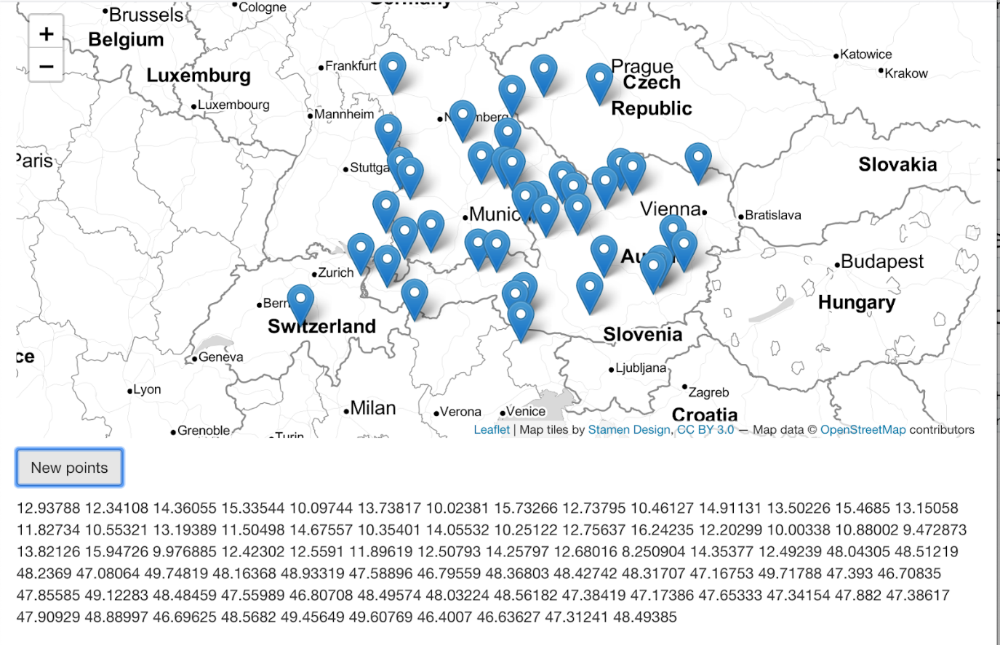 Germany
Cologne
Brussels
Belgium
+
−
Frankfurt
Prague
Czech
Republic
Katowice
Krakow
Luxemburg
Luxembourg
Mannheim
Paris
Stuttga
Slovakia
Munic
Vienna
Bratislava
Budapest
Zurich
Bern
Hungary
Switzerland
Slovenia
ce
Geneva
Ljubljana
Lyon
Zagreb
Milan
Verona
Venice
Croatia
Grenoble
Turin
Leaflet | Map tiles by Stamen Design, CC BY 3.0 — Map data © OpenStreetMap contributors
New points
12.93788 12.34108 14.36055 15.33544 10.09744 13.73817 10.02381 15.73266 12.73795 10.46127 14.91131 13.50226 15.4685 13.15058
11.82734 10.55321 13.19389 11.50498 14.67557 10.35401 14.05532 10.25122 12.75637 16.24235 12.20299 10.00338 10.88002 9.472873
13.82126 15.94726 9.976885 12.42302 12.5591 11.89619 12.50793 14.25797 12.68016 8.250904 14.35377 12.49239 48.04305 48.51219
48.2369 47.08064 49.74819 48.16368 48.93319 47.58896 46.79559 48.36803 48.42742 48.31707 47.16753 49.71788 47.393 46.70835
47.85585 49.12283 48.48459 47.55989 46.80708 48.49574 48.03224 48.56182 47.38419 47.17386 47.65333 47.34154 47.882 47.38617
47.90929 48.88997 46.69625 48.5682 49.45649 49.60769 46.4007 46.63627 47.31241 48.49385